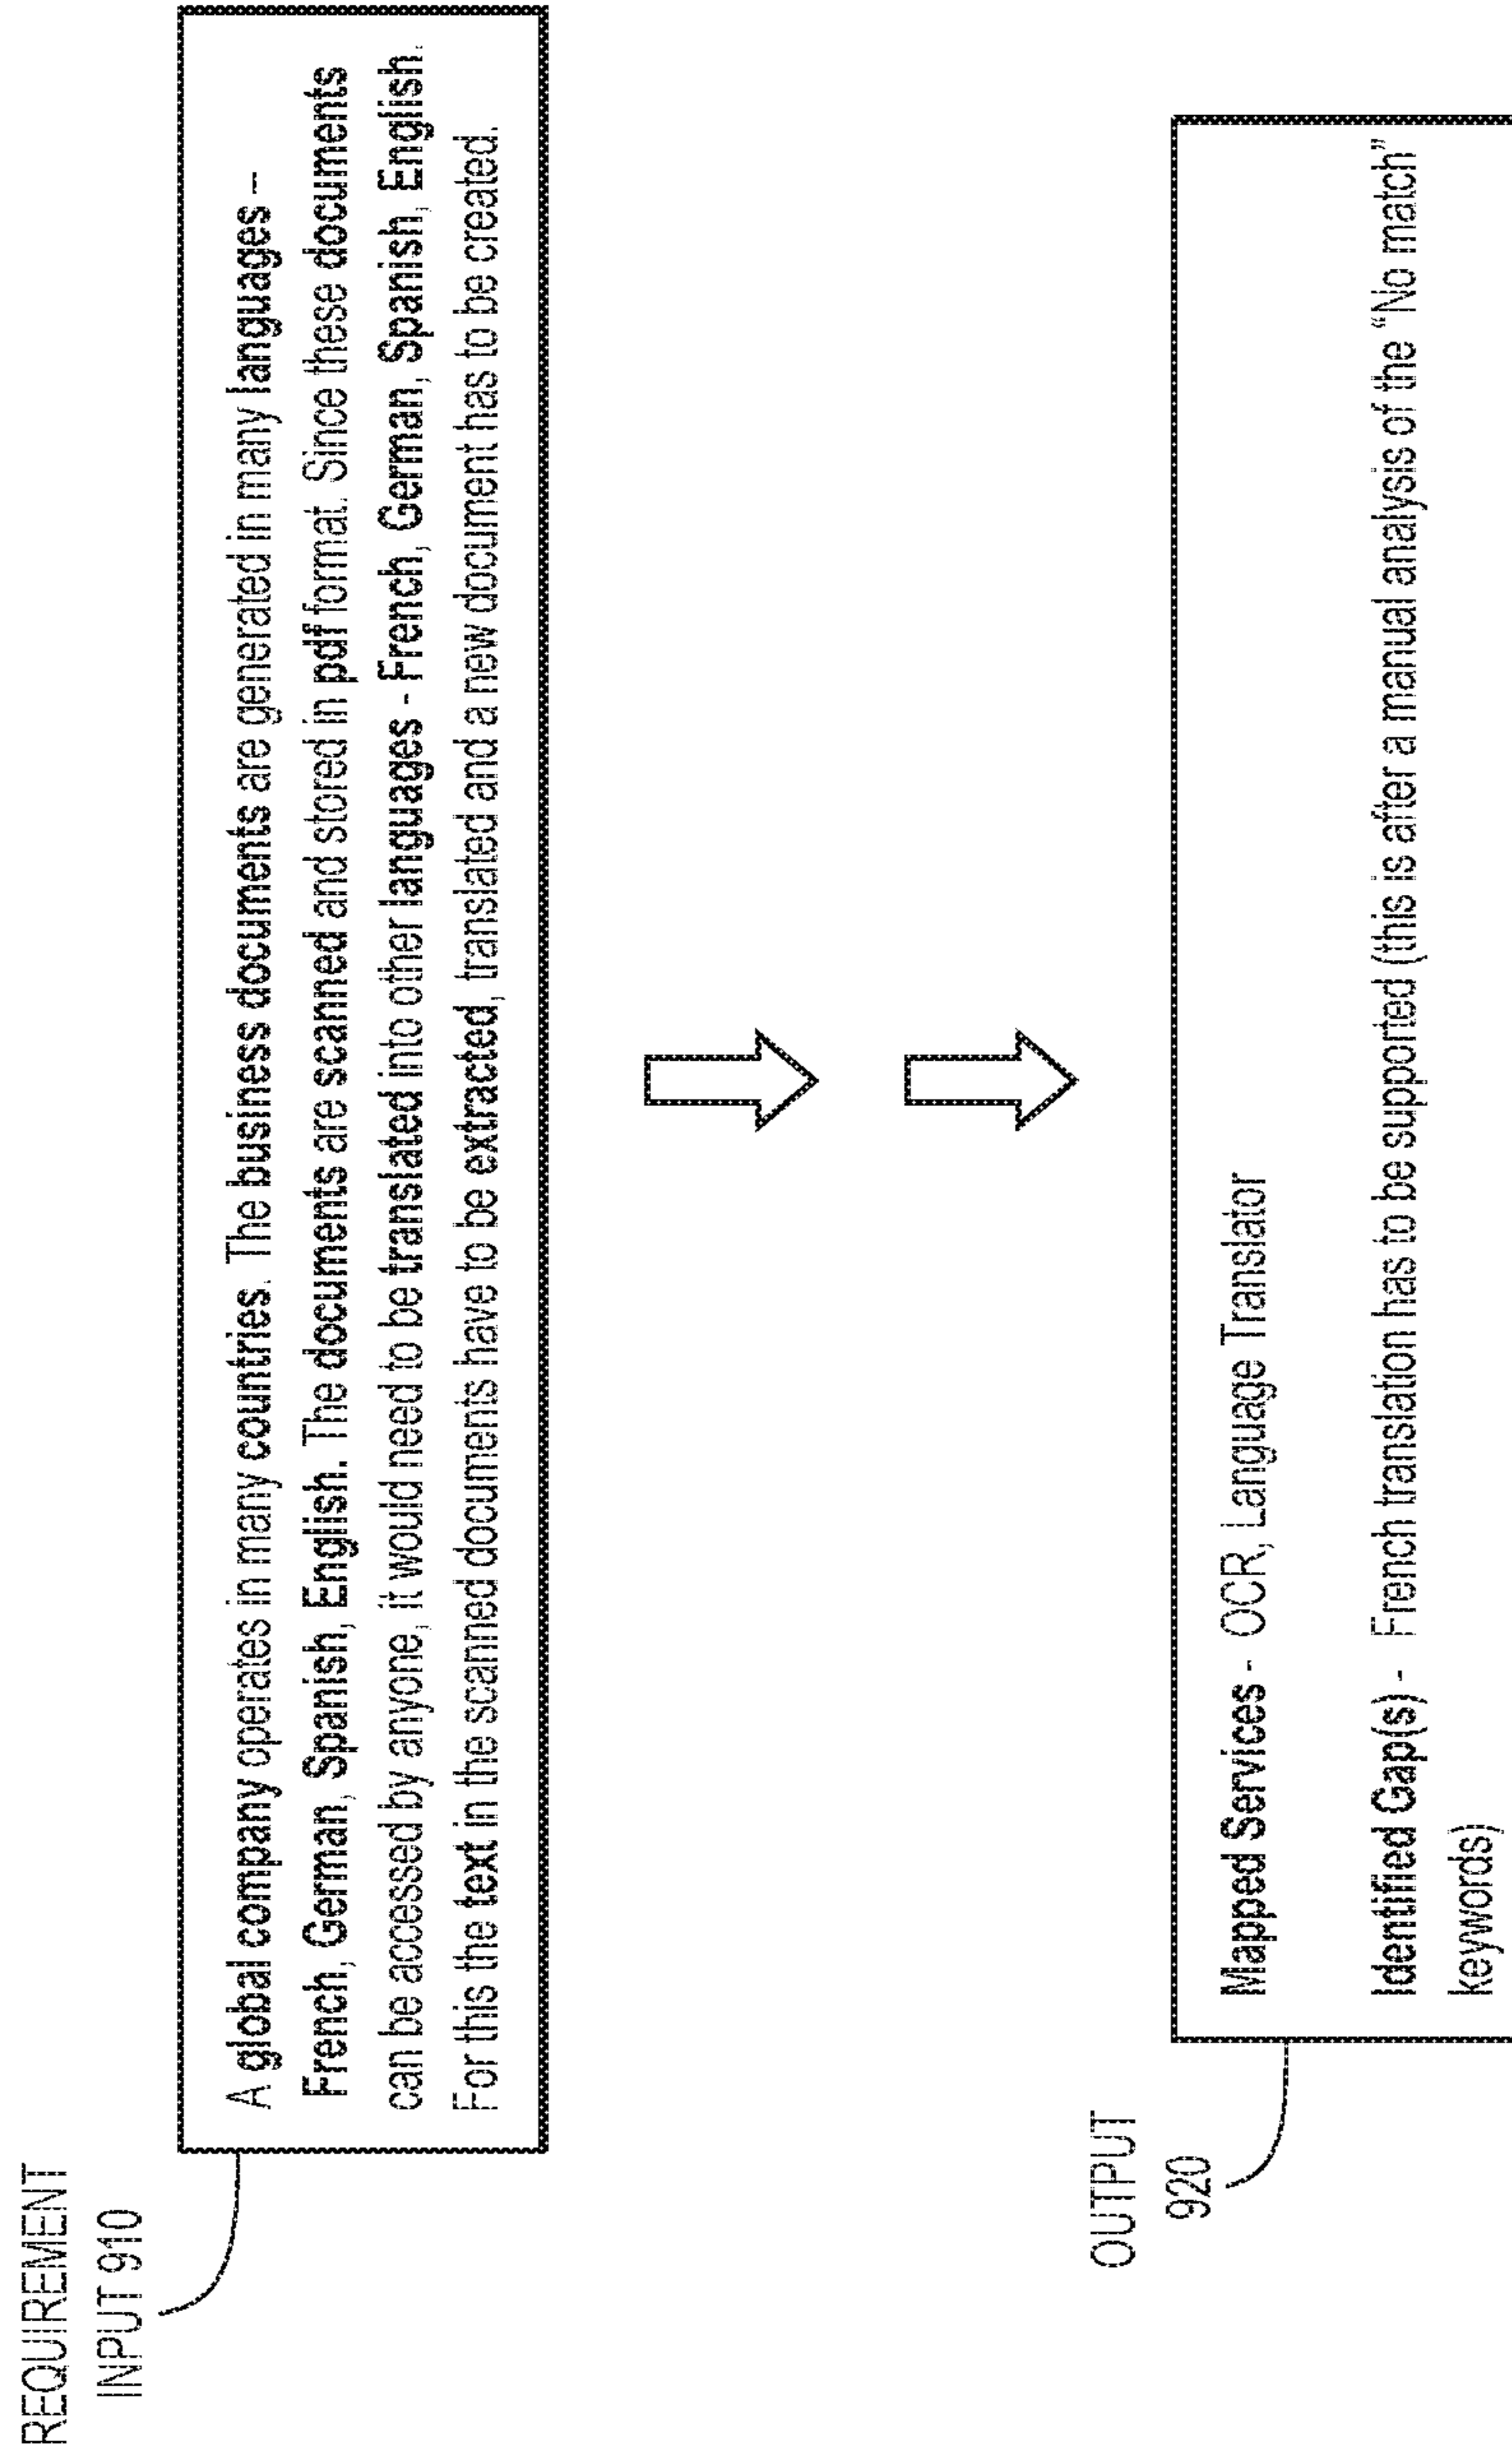 REQUIREMENT
INPUT 910
A global company operates in many countries. The business documents are generated in many languages –
French, German, Spanish, English. The documents are scanned and stored in pdf format. Since these documents
can be accessed by anyone, it would need to be translated into other languages - French, German, Spanish, English.
For this the text in the scanned documents have to be extracted, translated and a new document has to be created.
OUTPUT
920
Mapped Services - OCR, Language Translator
Identified Gap(s) - French translation has to be supported (this is after a manual analysis of the “No match”
keywords)